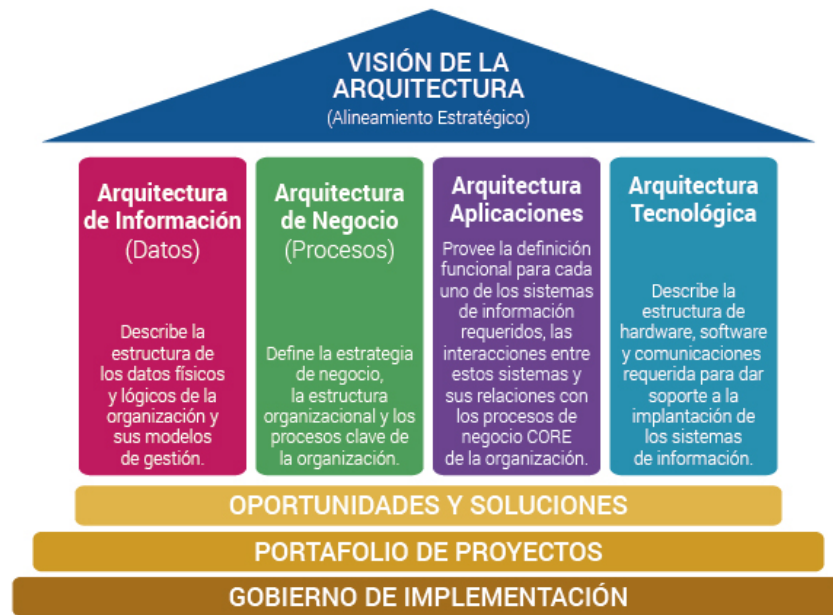 VISIÓN DE LA
ARQUITECTURA
(Alineamiento Estratégico)
Arquitectura
de Información
(Datos)
Describe la
estructura de
los datos físicos
y lógicos de la
organización y
sus modelos
de gestión.
Arquitectura
de Negocio
(Procesos)
Define la estrategia
de negocio,
la estructura
organizacional y los
procesos clave de
la organización.
Arquitectura
Aplicaciones
Provee la definición
funcional para cada
uno de los sistemas
de información
requeridos, las
interacciones entre
estos sistemas y
sus relaciones con
los procesos de
negocio CORE
de la organización.
Arquitectura
Tecnológica
Describe la
estructura de
hardware, software
y comunicaciones
requerida para dar
soporte a la
implantación de
los sistemas
de información.
OPORTUNIDADES Y SOLUCIONES
PORTAFOLIO DE PROYECTOS
GOBIERNO DE IMPLEMENTACIÓN